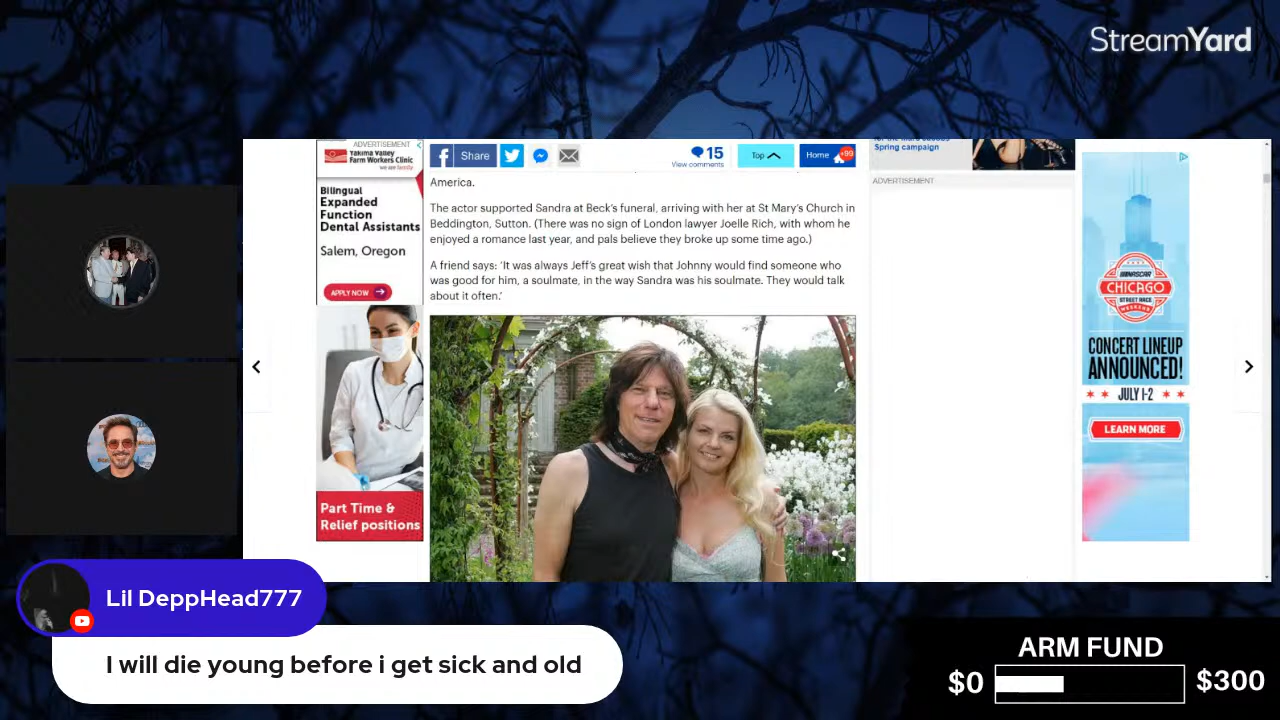 StreamYard
ADVERTISEMENT
Yakima Valley
Farm Workers Clinic
we are family
Bilingual
Expanded
Function
Dental Assistants
Salem, Oregon
APPLY NOW
Part Time &
Relief positions
Share
15
View comments
Top
Home
+99
America.
The actor supported Sandra at Beck's funeral, arriving with her at St Mary's Church in
Beddington, Sutton. (There was no sign of London lawyer Joelle Rich, with whom he
enjoyed a romance last year, and pals believe they broke up some time ago.)
A friend says: 'It was always Jeff's great wish that Johnny would find someone who
was good for him, a soulmate, in the way Sandra was his soulmate. They would talk
about it often.'
Spring campaign
ADVERTISEMENT
NASCAR
CHICAGO
STREET RACE
WEEKEND
CONCERT LINEUP
ANNOUNCED!
JULY 1-2
LEARN MORE
Lil DeppHead777
I will die young before i get sick and old
ARM FUND
$0
$300